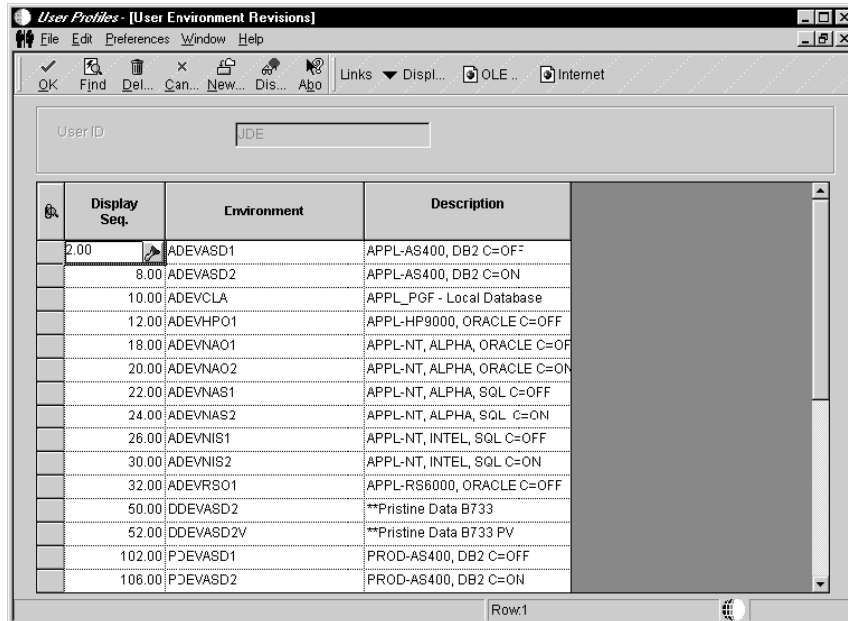 User Profiles - [User Environment Revisions]
File Edit Preferences Window Help
OK Find Del... Can... New... Dis... Abo Links Displ... OLE .. Internet
User ID JDE
Display Seq. Environment Description
2.00 ADEVASD1 APPL-AS400, DB2 C=OFF
8.00 ADEVASD2 APPL-AS400, DB2 C=ON
10.00 ADEVCLA APPL_PGF - Local Database
12.00 ADEVHPO1 APPL-HP9000, ORACLE C=OFF
18.00 ADEVNAO1 APPL-NT, ALPHA, ORACLE C=OF
20.00 ADEVNAO2 APPL-NT, ALPHA, ORACLE C=ON
22.00 ADEVNAS1 APPL-NT, ALPHA, SQL C=OFF
24.00 ADEVNAS2 APPL-NT, ALPHA, SQL C=ON
26.00 ADEVNIS1 APPL-NT, INTEL, SQL C=OFF
30.00 ADEVNIS2 APPL-NT, INTEL, SQL C=ON
32.00 ADEVRSO1 APPL-RS6000, ORACLE C=OFF
50.00 DDEVASD2 **Pristine Data B733
52.00 DDEVASD2V **Pristine Data B733 PV
102.00 PDEVASD1 PROD-AS400, DB2 C=OFF
106.00 PDEVASD2 PROD-AS400, DB2 C=ON
Row:1